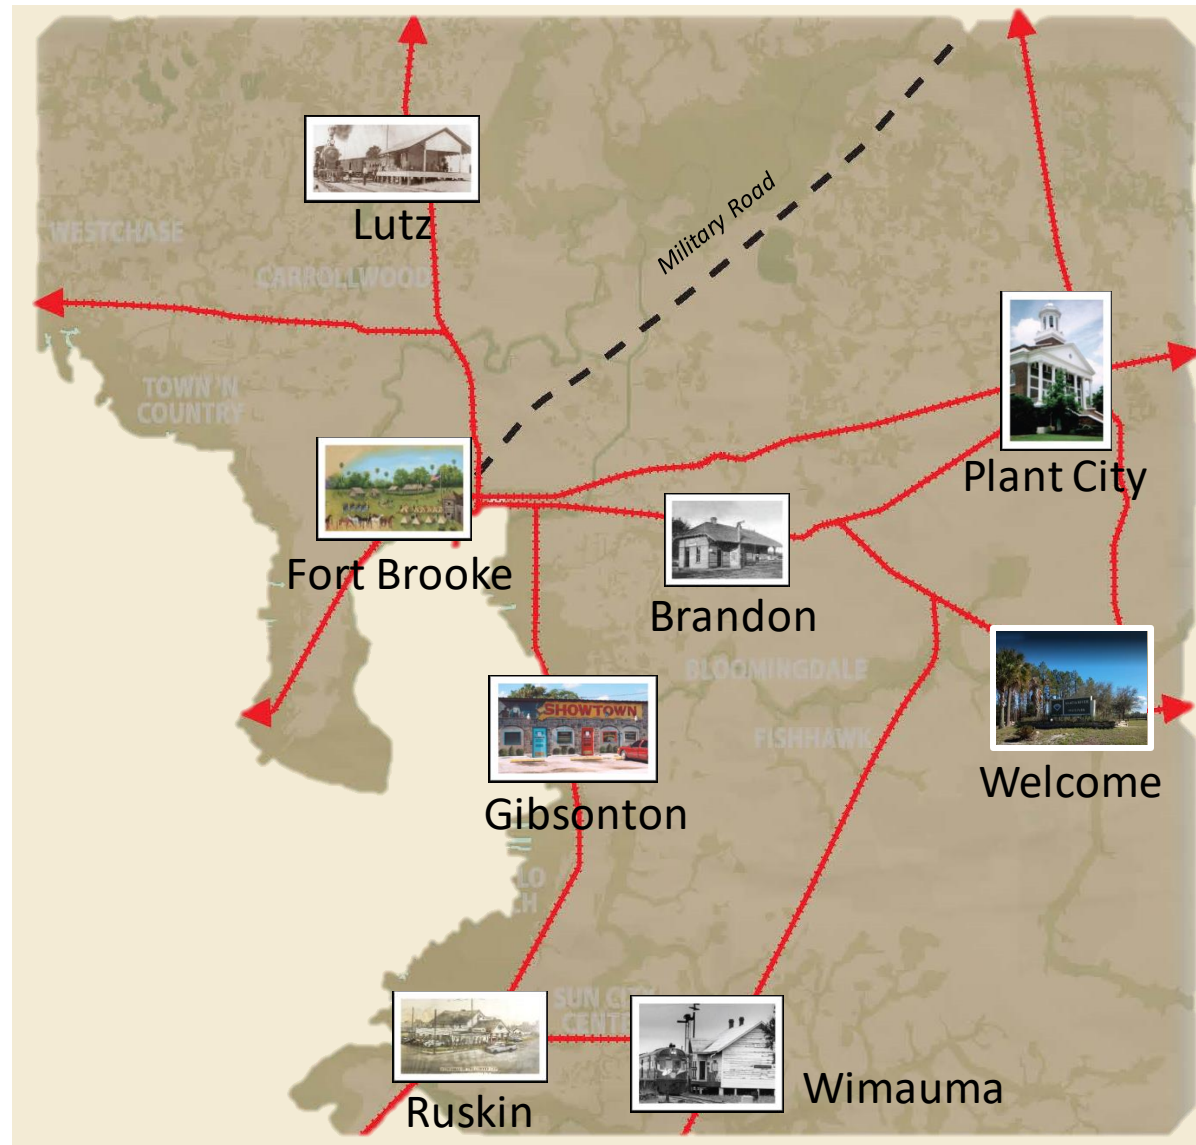 Lutz
Military Road
WESTCHASE
CARROLLWOOD
TOWN 'N
COUNTRY
Plant City
Fort Brooke
Brandon
BLOOMINGDALE
SHOWTOWN
FISHHAWK
Welcome
Gibsonton
SUN CITY
Wimauma
Ruskin